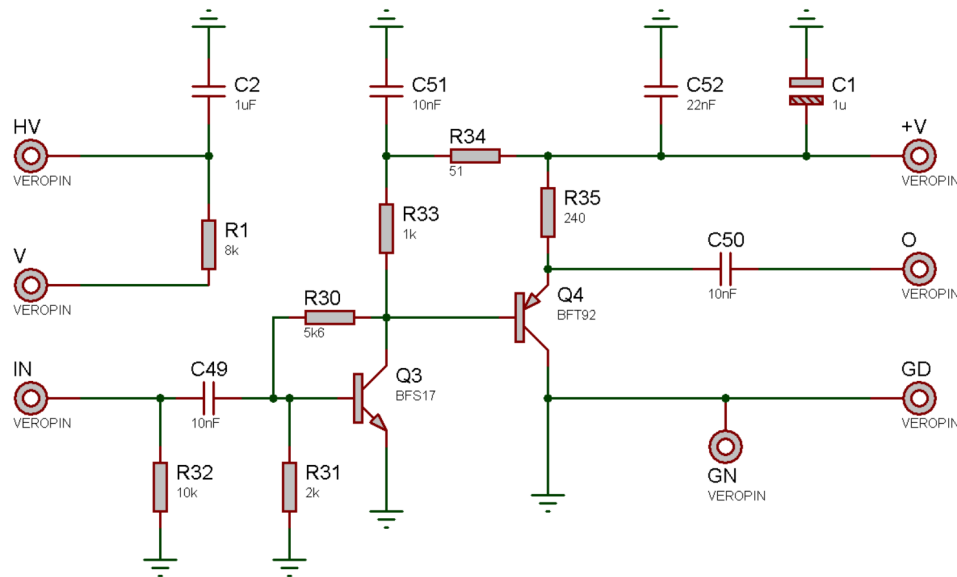 C2
1uF
C51
10nF
C52
22nF
C1
1u
HV
VEROPIN
R34
51
+V
VEROPIN
R1
8k
R33
1k
R35
240
V
VEROPIN
C50
10nF
O
VEROPIN
R30
5k6
Q4
BFT92
IN
VEROPIN
C49
10nF
Q3
BFS17
GD
VEROPIN
R32
10k
R31
2k
GN
VEROPIN